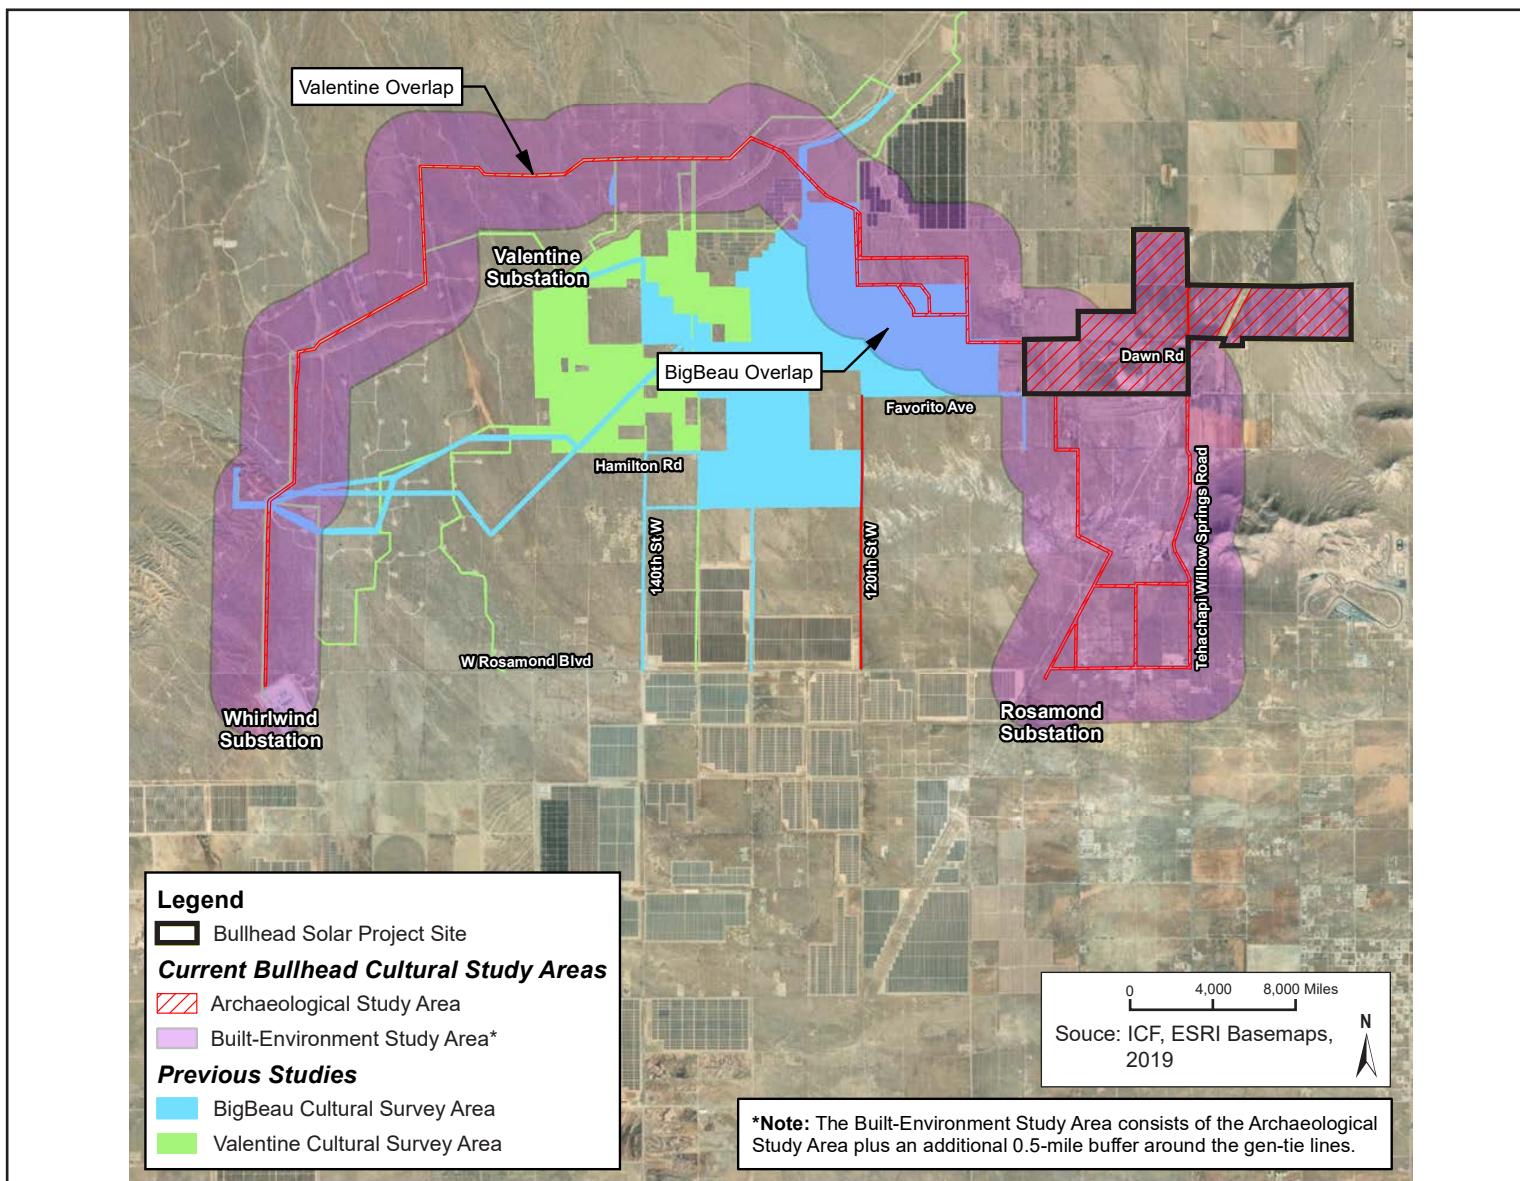 Valentine Overlap
Valentine
Substation
BigBeau Overlap
Dawn Rd
Favorito Ave
Hamilton Rd
140th St W
120th St W
Tehachapi Willow Springs Road
W Rosamond Blvd
Whirlwind
Substation
Rosamond
Substation
Legend
Bullhead Solar Project Site
Current Bullhead Cultural Study Areas
Archaeological Study Area
Built-Environment Study Area*
Previous Studies
BigBeau Cultural Survey Area
Valentine Cultural Survey Area
0 4,000 8,000 Miles
Souce: ICF, ESRI Basemaps,
2019
N
*Note: The Built-Environment Study Area consists of the Archaeological
Study Area plus an additional 0.5-mile buffer around the gen-tie lines.